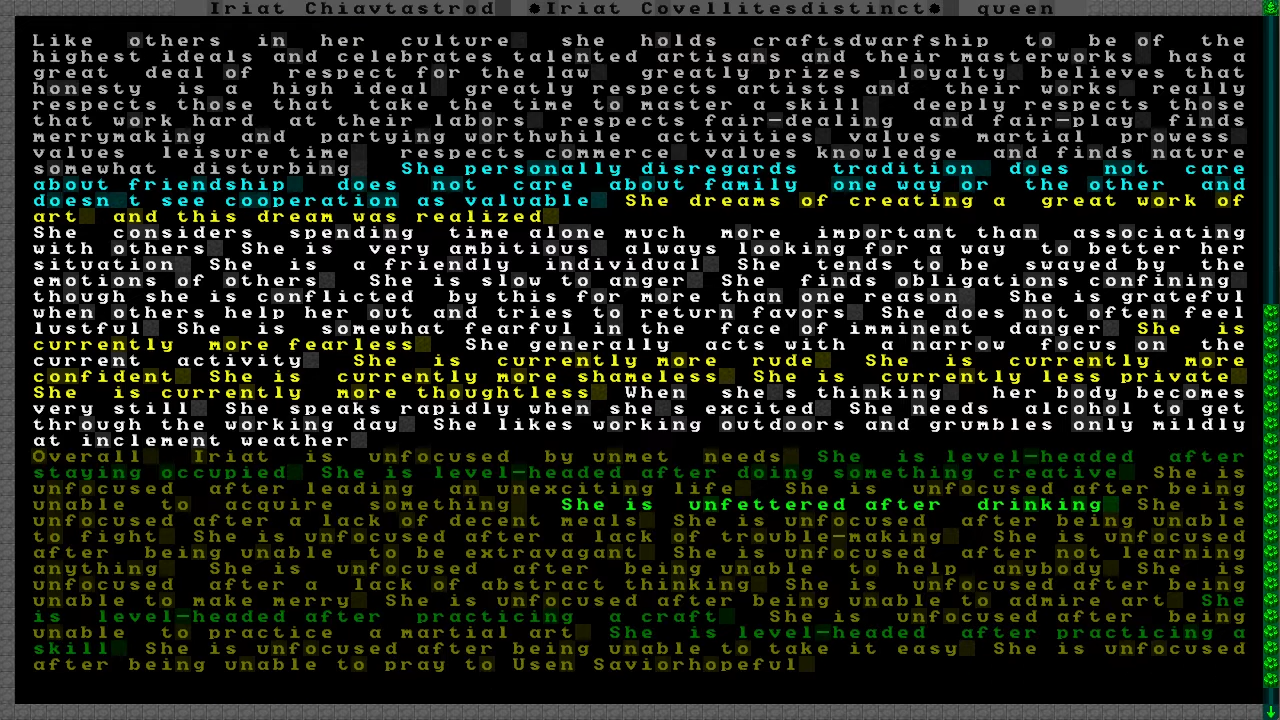 Iriat Chiavtastrod ☼Iriat Covellitesdistinct☼ queen
Like others in her culture she holds craftsdwarfship to be of the
highest ideals and celebrates talented artisans and their masterworks has a
great deal of respect for the law greatly prizes loyalty believes that
honesty is a high ideal greatly respects artists and their works really
respects those that take the time to master a skill deeply respects those
that work hard at their labors respects fair-dealing and fair-play finds
merrymaking and partying worthwhile activities values martial prowess
values leisure time respects commerce values knowledge and finds nature
somewhat disturbing She personally disregards tradition does not care
about friendship does not care about family one way or the other and
doesn t see cooperation as valuable She dreams of creating a great work of
art and this dream was realized
She considers spending time alone much more important than associating
with others She is very ambitious always looking for a way to better her
situation She is a friendly individual She tends to be swayed by the
emotions of others She is slow to anger She finds obligations confining
though she is conflicted by this for more than one reason She is grateful
when others help her out and tries to return favors She does not often feel
lustful She is somewhat fearful in the face of imminent danger She is
currently more fearless She generally acts with a narrow focus on the
current activity She is currently more rude She is currently more
confident She is currently more shameless She is currently less private
She is currently more thoughtless When she s thinking her body becomes
very still She speaks rapidly when she s excited She needs alcohol to get
through the working day She likes working outdoors and grumbles only mildly
at inclement weather
Overall Iriat is unfocused by unmet needs She is level-headed after
staying occupied She is level-headed after doing something creative She is
unfocused after leading an unexciting life She is unfocused after being
unable to acquire something She is unfettered after drinking She is
unfocused after a lack of decent meals She is unfocused after being unable
to fight She is unfocused after a lack of trouble-making She is unfocused
after being unable to be extravagant She is unfocused after not learning
anything She is unfocused after being unable to help anybody She is
unfocused after a lack of abstract thinking She is unfocused after being
unable to make merry She is unfocused after being unable to admire art She
is level-headed after practicing a craft She is unfocused after being
unable to practice a martial art She is level-headed after practicing a
skill She is unfocused after being unable to take it easy She is unfocused
after being unable to pray to Usen Saviorhopeful